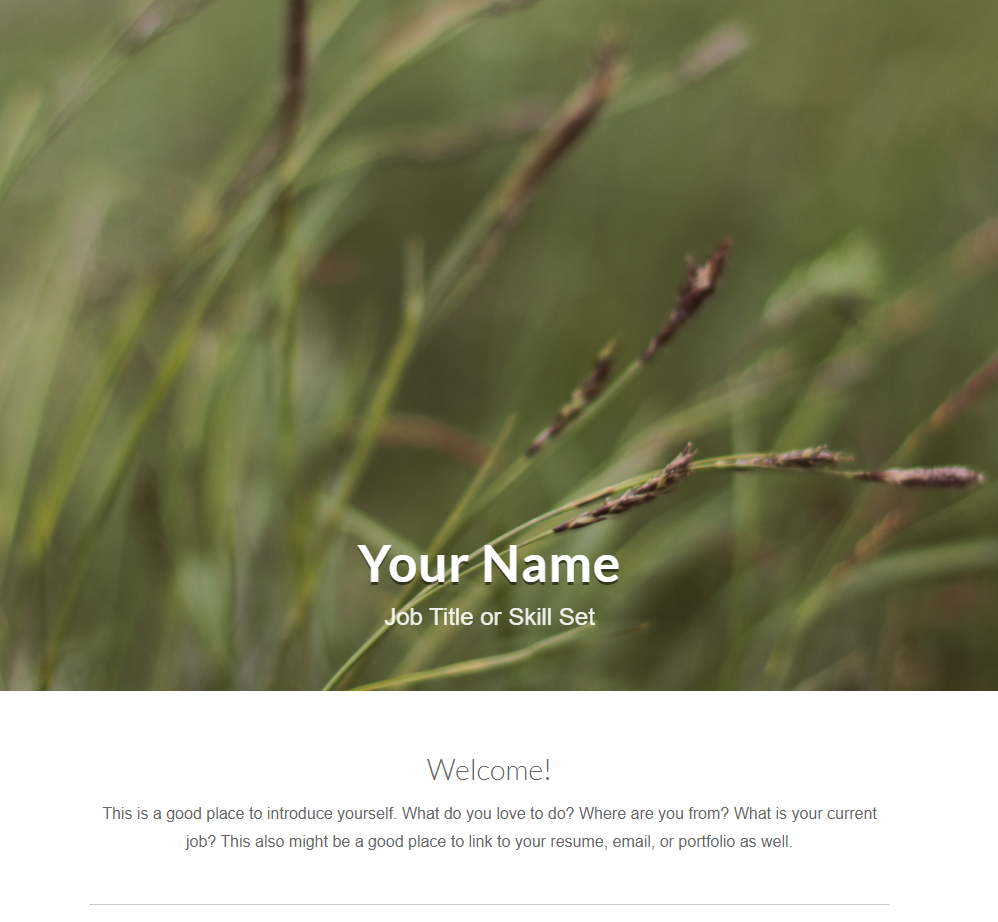 Your Name
Job Title or Skill Set
Welcome!
This is a good place to introduce yourself. What do you love to do? Where are you from? What is your current
job? This also might be a good place to link to your resume, email, or portfolio as well.